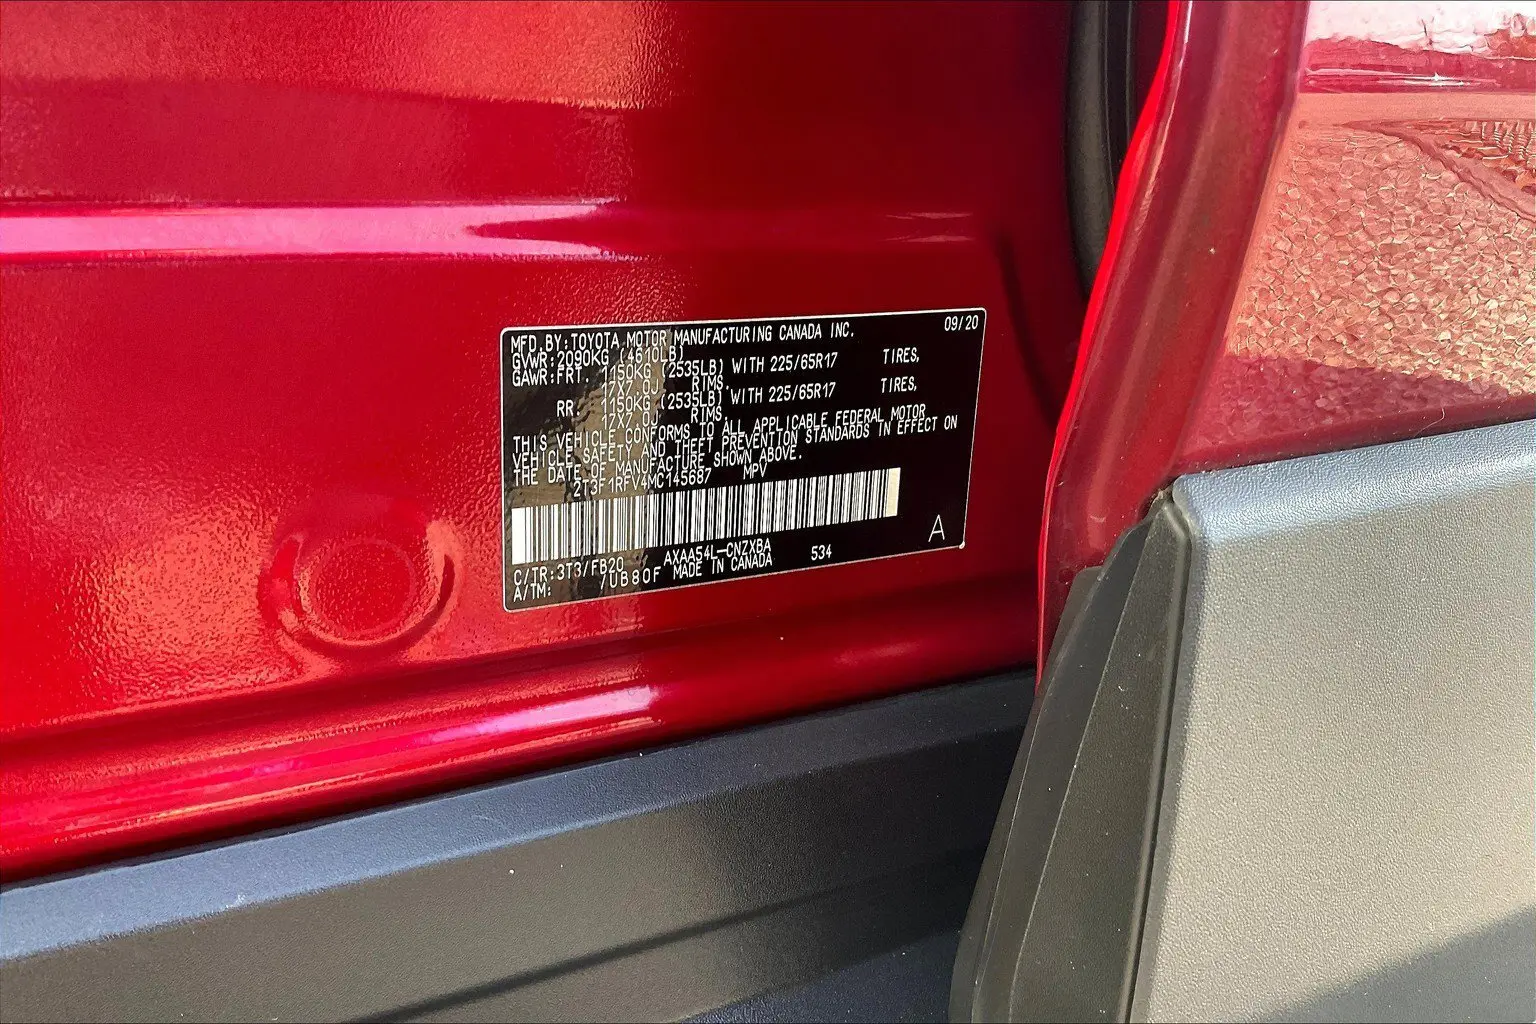 MFD.BY:TOYOTA MOTOR MANUFACTURING CANADA INC. 09/20
GVWR:2090KG (4610LB)
GAWR:FRT. 1150KG (2535LB) WITH 225/65R17 TIRES,
17X7.0J RIMS.
RR. 1150KG (2535LB) WITH 225/65R17 TIRES,
17X7.0J RIMS.
THIS VEHICLE CONFORMS TO ALL APPLICABLE FEDERAL MOTOR
VEHICLE SAFETY AND THEFT PREVENTION STANDARDS IN EFFECT ON
THE DATE OF MANUFACTURE SHOWN ABOVE.
2T3F1RFV4MC145687 MPV
A
C/TR:3T3/FB20 AXAA54L-CNZXBA 534
A/TM: /UB80F MADE IN CANADA